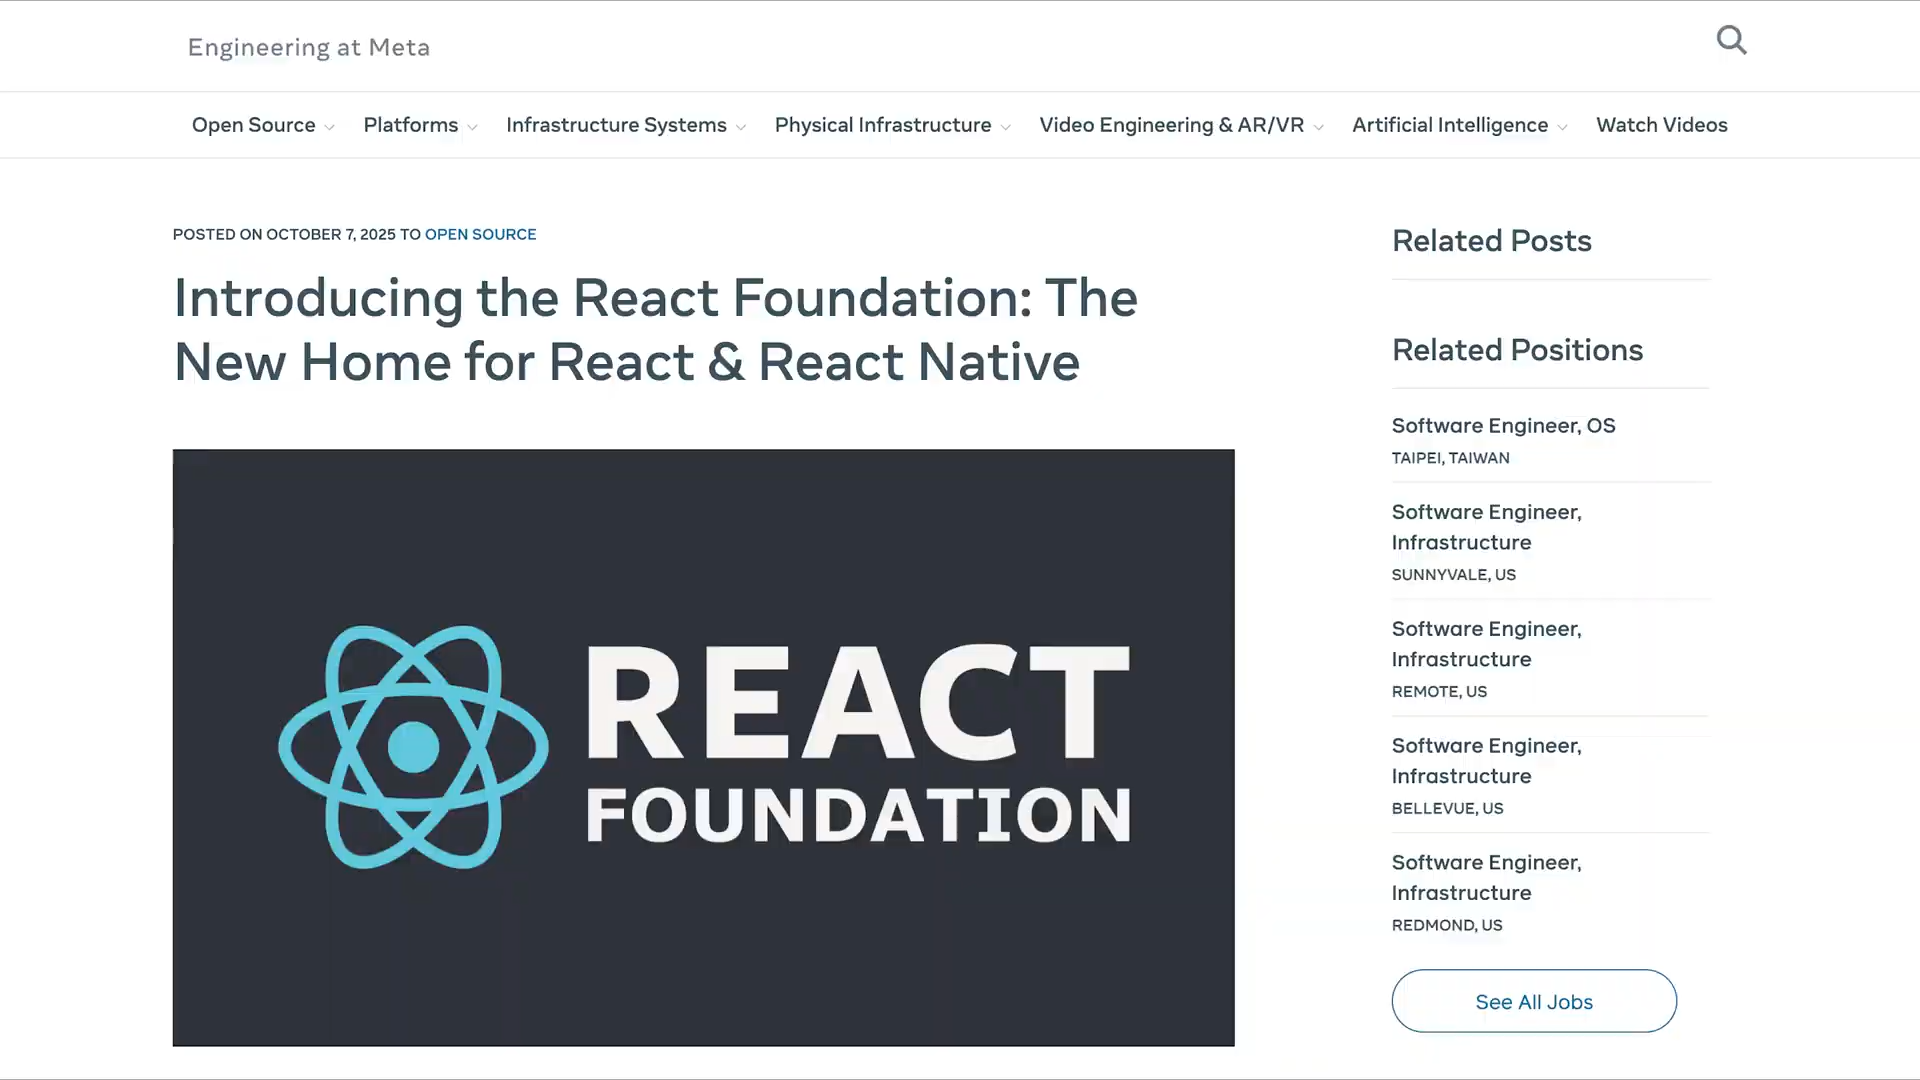 Engineering at Meta
Open Source Platforms Infrastructure Systems Physical Infrastructure Video Engineering & AR/VR Artificial Intelligence Watch Videos
POSTED ON OCTOBER 7, 2025 TO OPEN SOURCE
Introducing the React Foundation: The
New Home for React & React Native
REACT
FOUNDATION
Related Posts
Related Positions
Software Engineer, OS
TAIPEI, TAIWAN
Software Engineer,
Infrastructure
SUNNYVALE, US
Software Engineer,
Infrastructure
REMOTE, US
Software Engineer,
Infrastructure
BELLEVUE, US
Software Engineer,
Infrastructure
REDMOND, US
See All Jobs